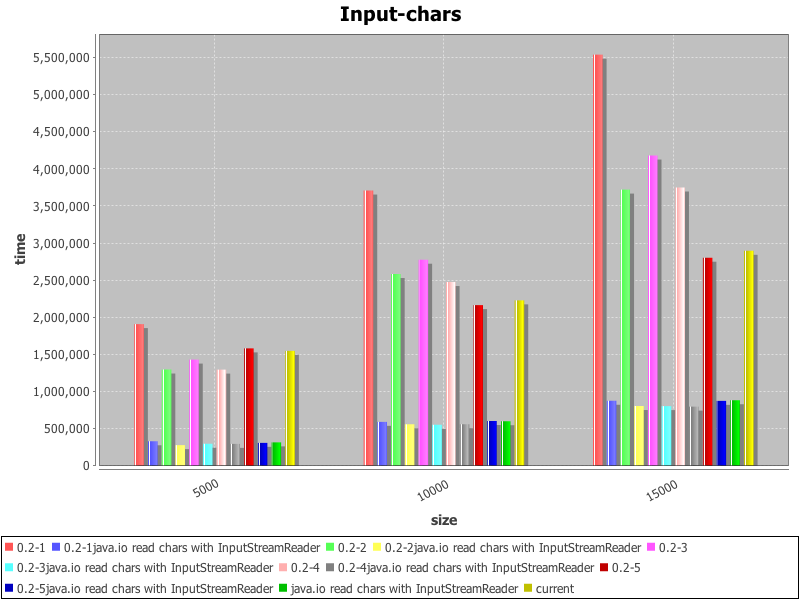 Input-chars
5,500,000
5,000,000
4,500,000
4,000,000
3,500,000
3,000,000
2,500,000
2,000,000
1,500,000
1,000,000
500,000
0
time
5000
10000
15000
size
0.2-1 0.2-1java.io read chars with InputStreamReader 0.2-2 0.2-2java.io read chars with InputStreamReader 0.2-3
0.2-3java.io read chars with InputStreamReader 0.2-4 0.2-4java.io read chars with InputStreamReader 0.2-5
0.2-5java.io read chars with InputStreamReader java.io read chars with InputStreamReader current